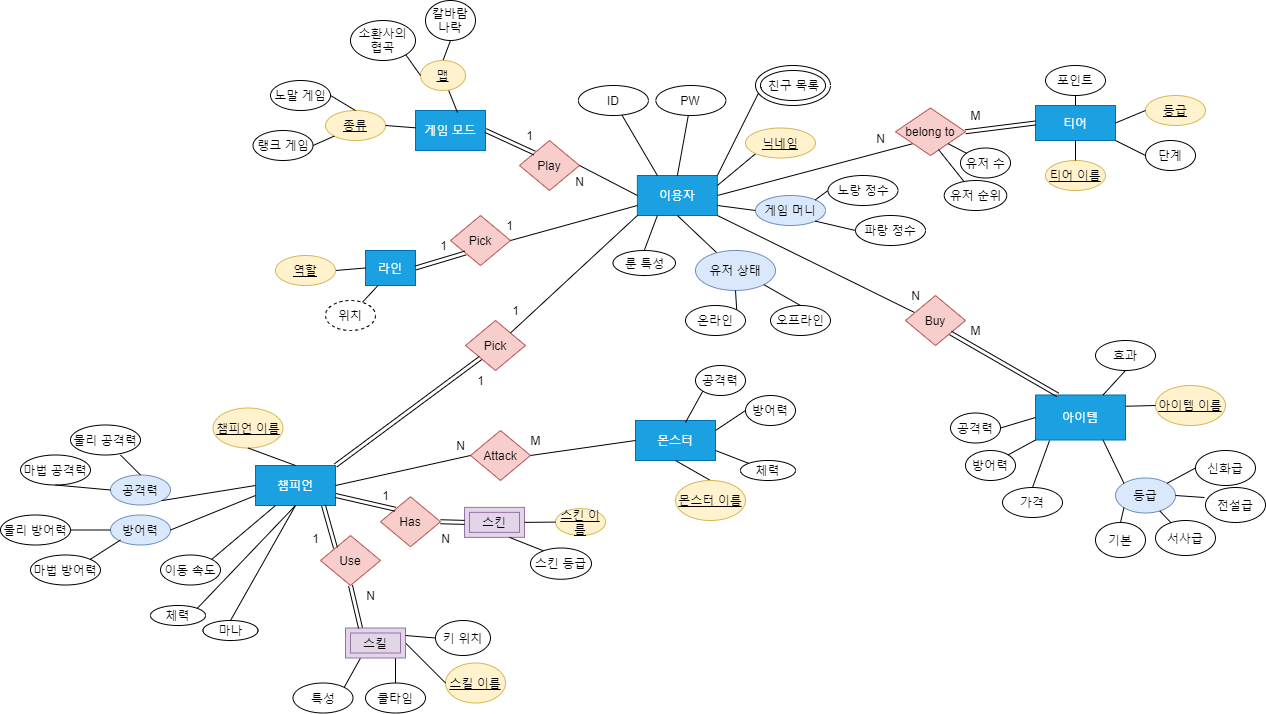 칼바람
나락
소환사의
협곡
맵
노말 게임
종류
랭크 게임
게임 모드
1
Play
N
ID
PW
친구 목록
닉네임
이용자
게임 머니
노랑 정수
파랑 정수
룬 특성
유저 상태
온라인
오프라인
N
belong to
M
유저 수
유저 순위
포인트
티어
등급
단계
티어 이름
역할
라인
위치
1
Pick
1
1
Pick
1
N
Buy
M
효과
아이템 이름
아이템
공격력
방어력
가격
등급
신화급
전설급
서사급
기본
공격력
방어력
체력
몬스터
몬스터 이름
N
Attack
M
챔피언 이름
챔피언
물리 공격력
마법 공격력
공격력
물리 방어력
방어력
마법 방어력
이동 속도
체력
마나
1
Has
N
스킨
스킨 이
름
스킨 등급
1
Use
N
스킬
키 위치
스킬 이름
특성
쿨타임